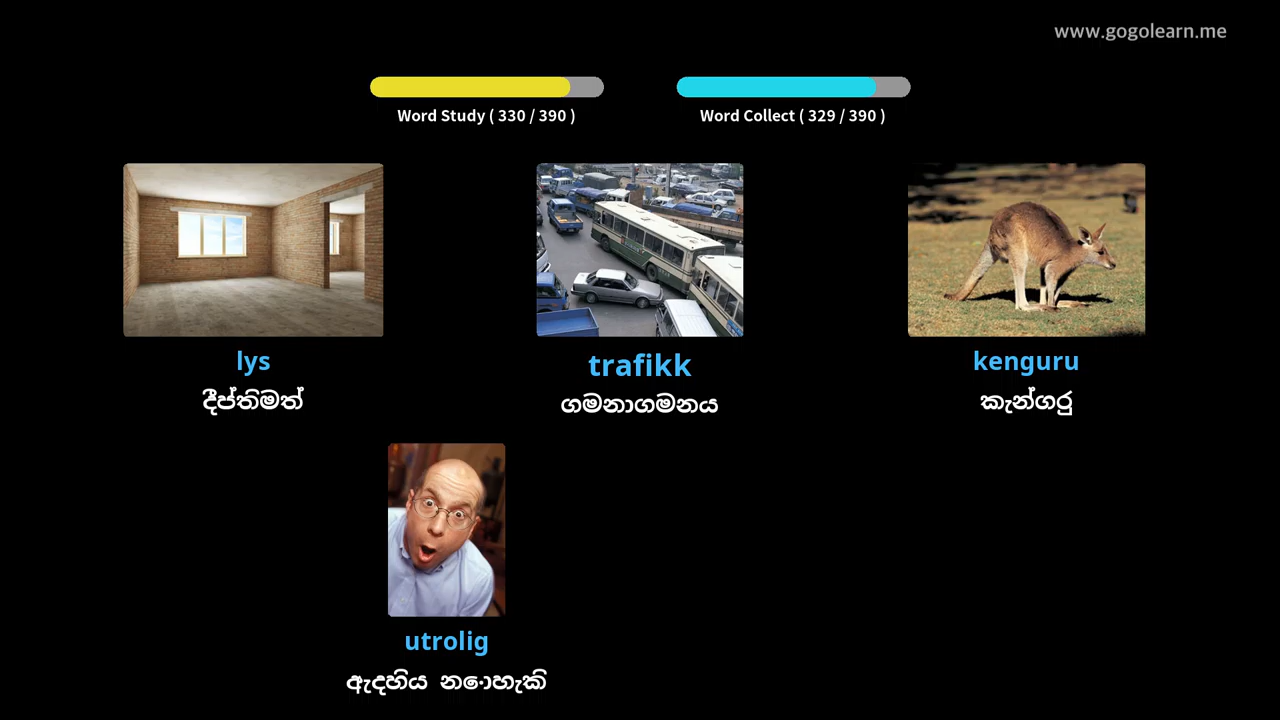 www.gogolearn.me
Word Study ( 330 / 390 )
Word Collect ( 329 / 390 )
lys
trafikk
kenguru
දීප්තිමත්
ගමනාගමනය
කැන්ගරු
utrolig
ඇදහිය නොහැකි